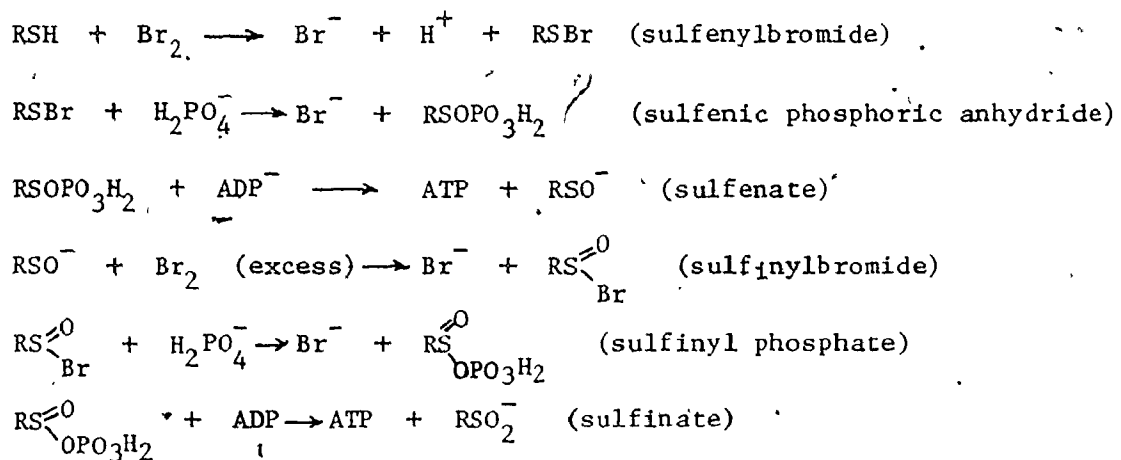 RSH + Br₂ ⟶ Br⁻ + H⁺ + RSBr (sulfenylbromide)
RSBr + H₂PO₄⁻ ⟶ Br⁻ + RSOPO₃H₂ (sulfenic phosphoric anhydride)
RSOPO₃H₂ + ADP⁻ ⟶ ATP + RSO⁻ (sulfenate)
RSO⁻ + Br₂ (excess) ⟶ Br⁻ + RS=O Br (sulfinylbromide)
RS=O Br + H₂PO₄⁻ ⟶ Br⁻ + RS=O OPO₃H₂ (sulfinyl phosphate)
RS=O OPO₃H₂ + ADP ⟶ ATP + RSO₂⁻ (sulfinate)